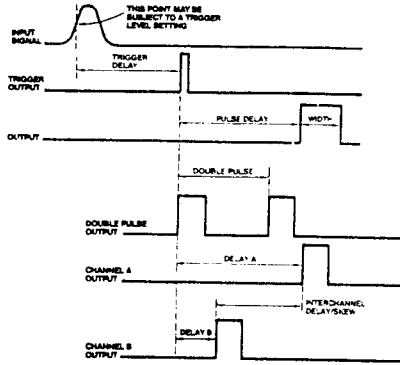 THIS POINT MAY BE
SUBJECT TO A TRIGGER
LEVEL SETTING
INPUT
SIGNAL
TRIGGER
DELAY
TRIGGER
OUTPUT
PULSE DELAY
WIDTH
OUTPUT
DOUBLE PULSE
DOUBLE PULSE
OUTPUT
DELAY A
CHANNEL A
OUTPUT
INTERCHANNEL
DELAY/SKEW
DELAY B
CHANNEL B
OUTPUT